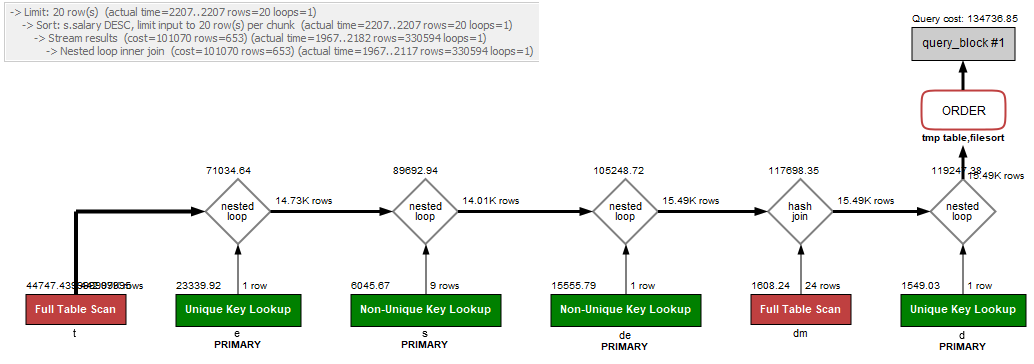 -> Limit: 20 row(s)  (actual time=2207..2207 rows=20 loops=1)
-> Sort: s.salary DESC, limit input to 20 row(s) per chunk  (actual time=2207..2207 rows=20 loops=1)
-> Stream results  (cost=101070 rows=653) (actual time=1967..2182 rows=330594 loops=1)
-> Nested loop inner join  (cost=101070 rows=653) (actual time=1967..2117 rows=330594 loops=1)
Query cost: 134736.85
query_block #1
ORDER
tmp table,filesort
71034.64
89692.94
105248.72
117698.35
15.49K rows
nested loop
14.73K rows
nested loop
14.01K rows
nested loop
15.49K rows
hash join
15.49K rows
nested loop
rows
23339.92
1 row
6045.67
9 rows
15555.79
1 row
1608.24
24 rows
1549.03
1 row
Full Table Scan
Unique Key Lookup
Non-Unique Key Lookup
Non-Unique Key Lookup
Full Table Scan
Unique Key Lookup
t
e
s
de
dm
d
PRIMARY
PRIMARY
PRIMARY
PRIMARY